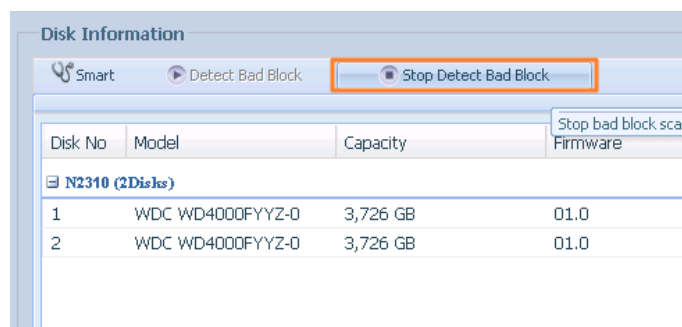 Disk Information
Smart Detect Bad Block Stop Detect Bad Block
Stop bad block sca
Disk No Model Capacity Firmware
N2310 (2Disks)
1 WDC WD4000FYYZ-0 3,726 GB 01.0
2 WDC WD4000FYYZ-0 3,726 GB 01.0